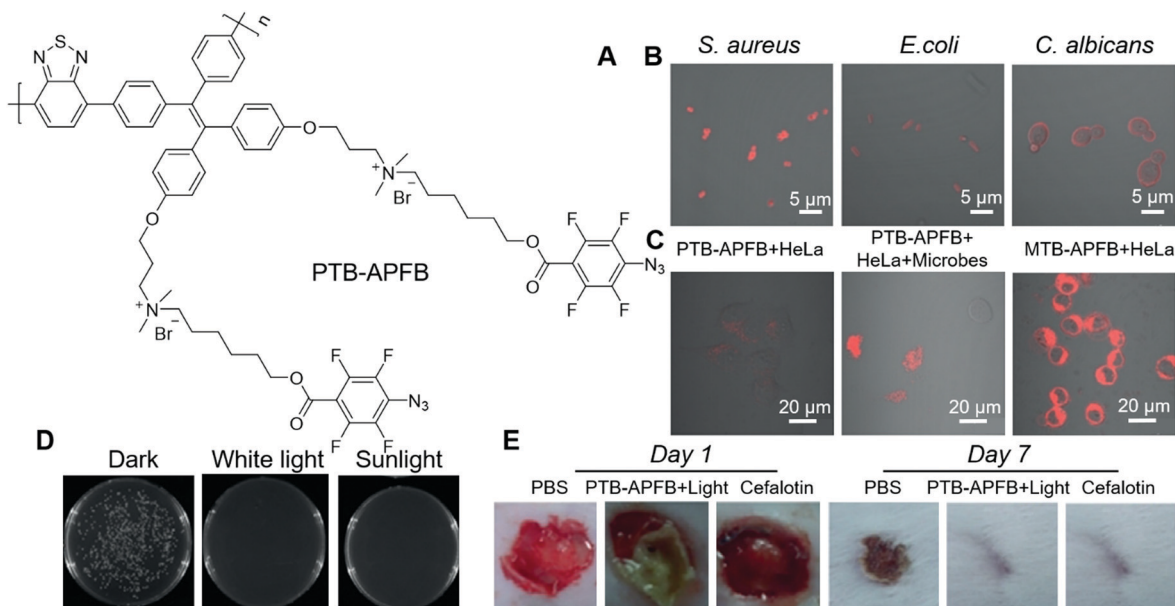 n
S
N N
O
N
+
Br
−
O
F F
O
O
N₃
F F
PTB-APFB
N
+
Br
−
F F
O
O
N₃
F F
A B
S. aureus E.coli C. albicans
5 µm 5 µm 5 µm
C
PTB-APFB+HeLa PTB-APFB+ MTB-APFB+HeLa
HeLa+Microbes
20 µm 20 µm 20 µm
D
Dark White light Sunlight
E
Day 1 Day 7
PBS PTB-APFB+Light Cefalotin PBS PTB-APFB+Light Cefalotin